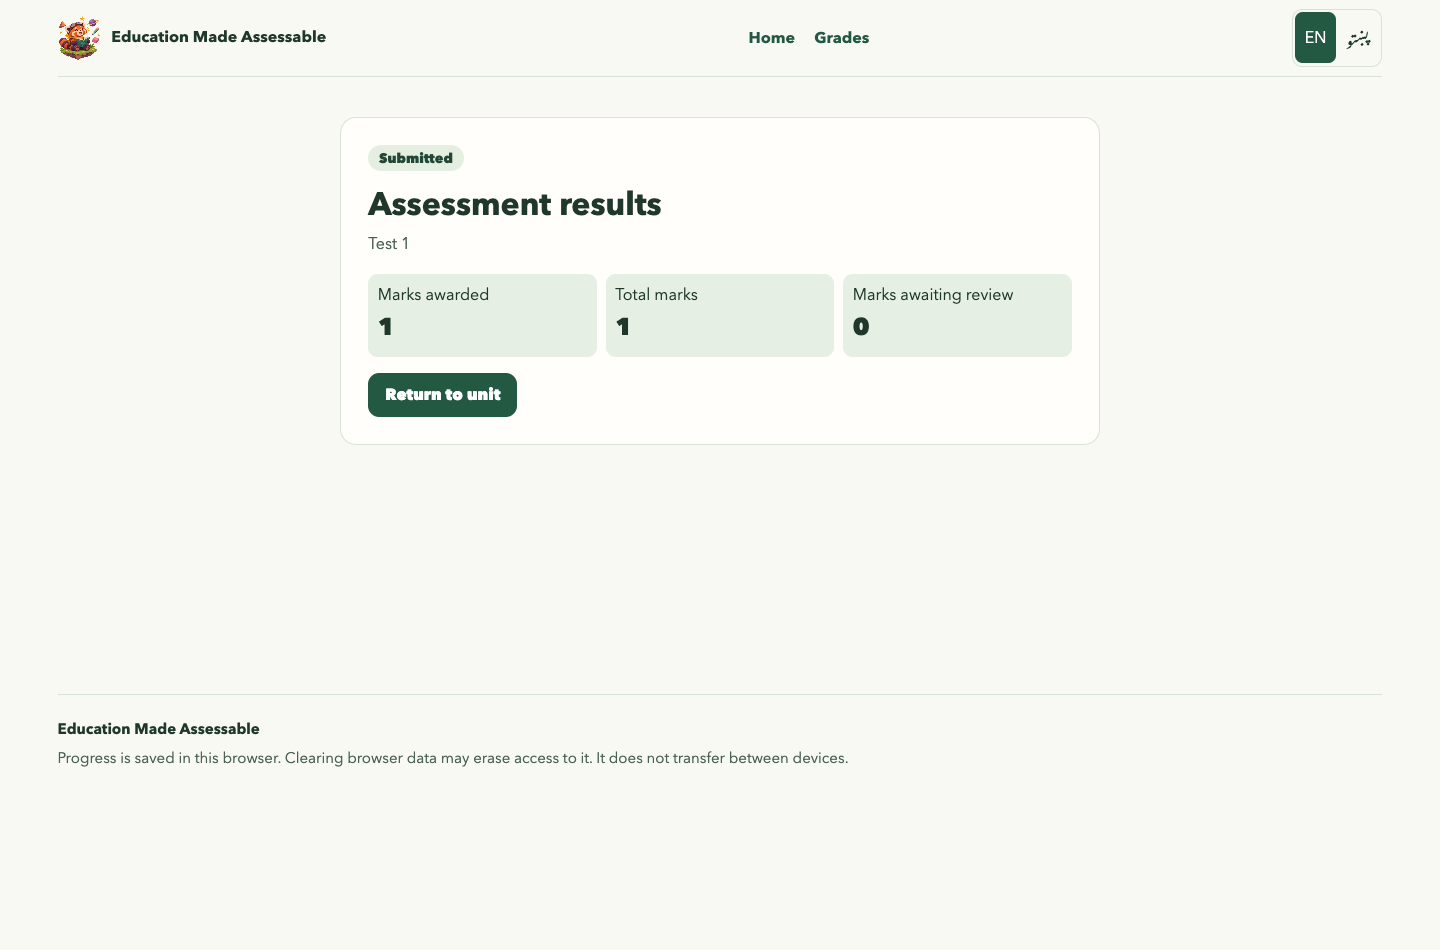 Education Made Assessable
Home
Grades
EN
پښتو
Submitted
Assessment results
Test 1
Marks awarded
1
Total marks
1
Marks awaiting review
0
Return to unit
Education Made Assessable
Progress is saved in this browser. Clearing browser data may erase access to it. It does not transfer between devices.